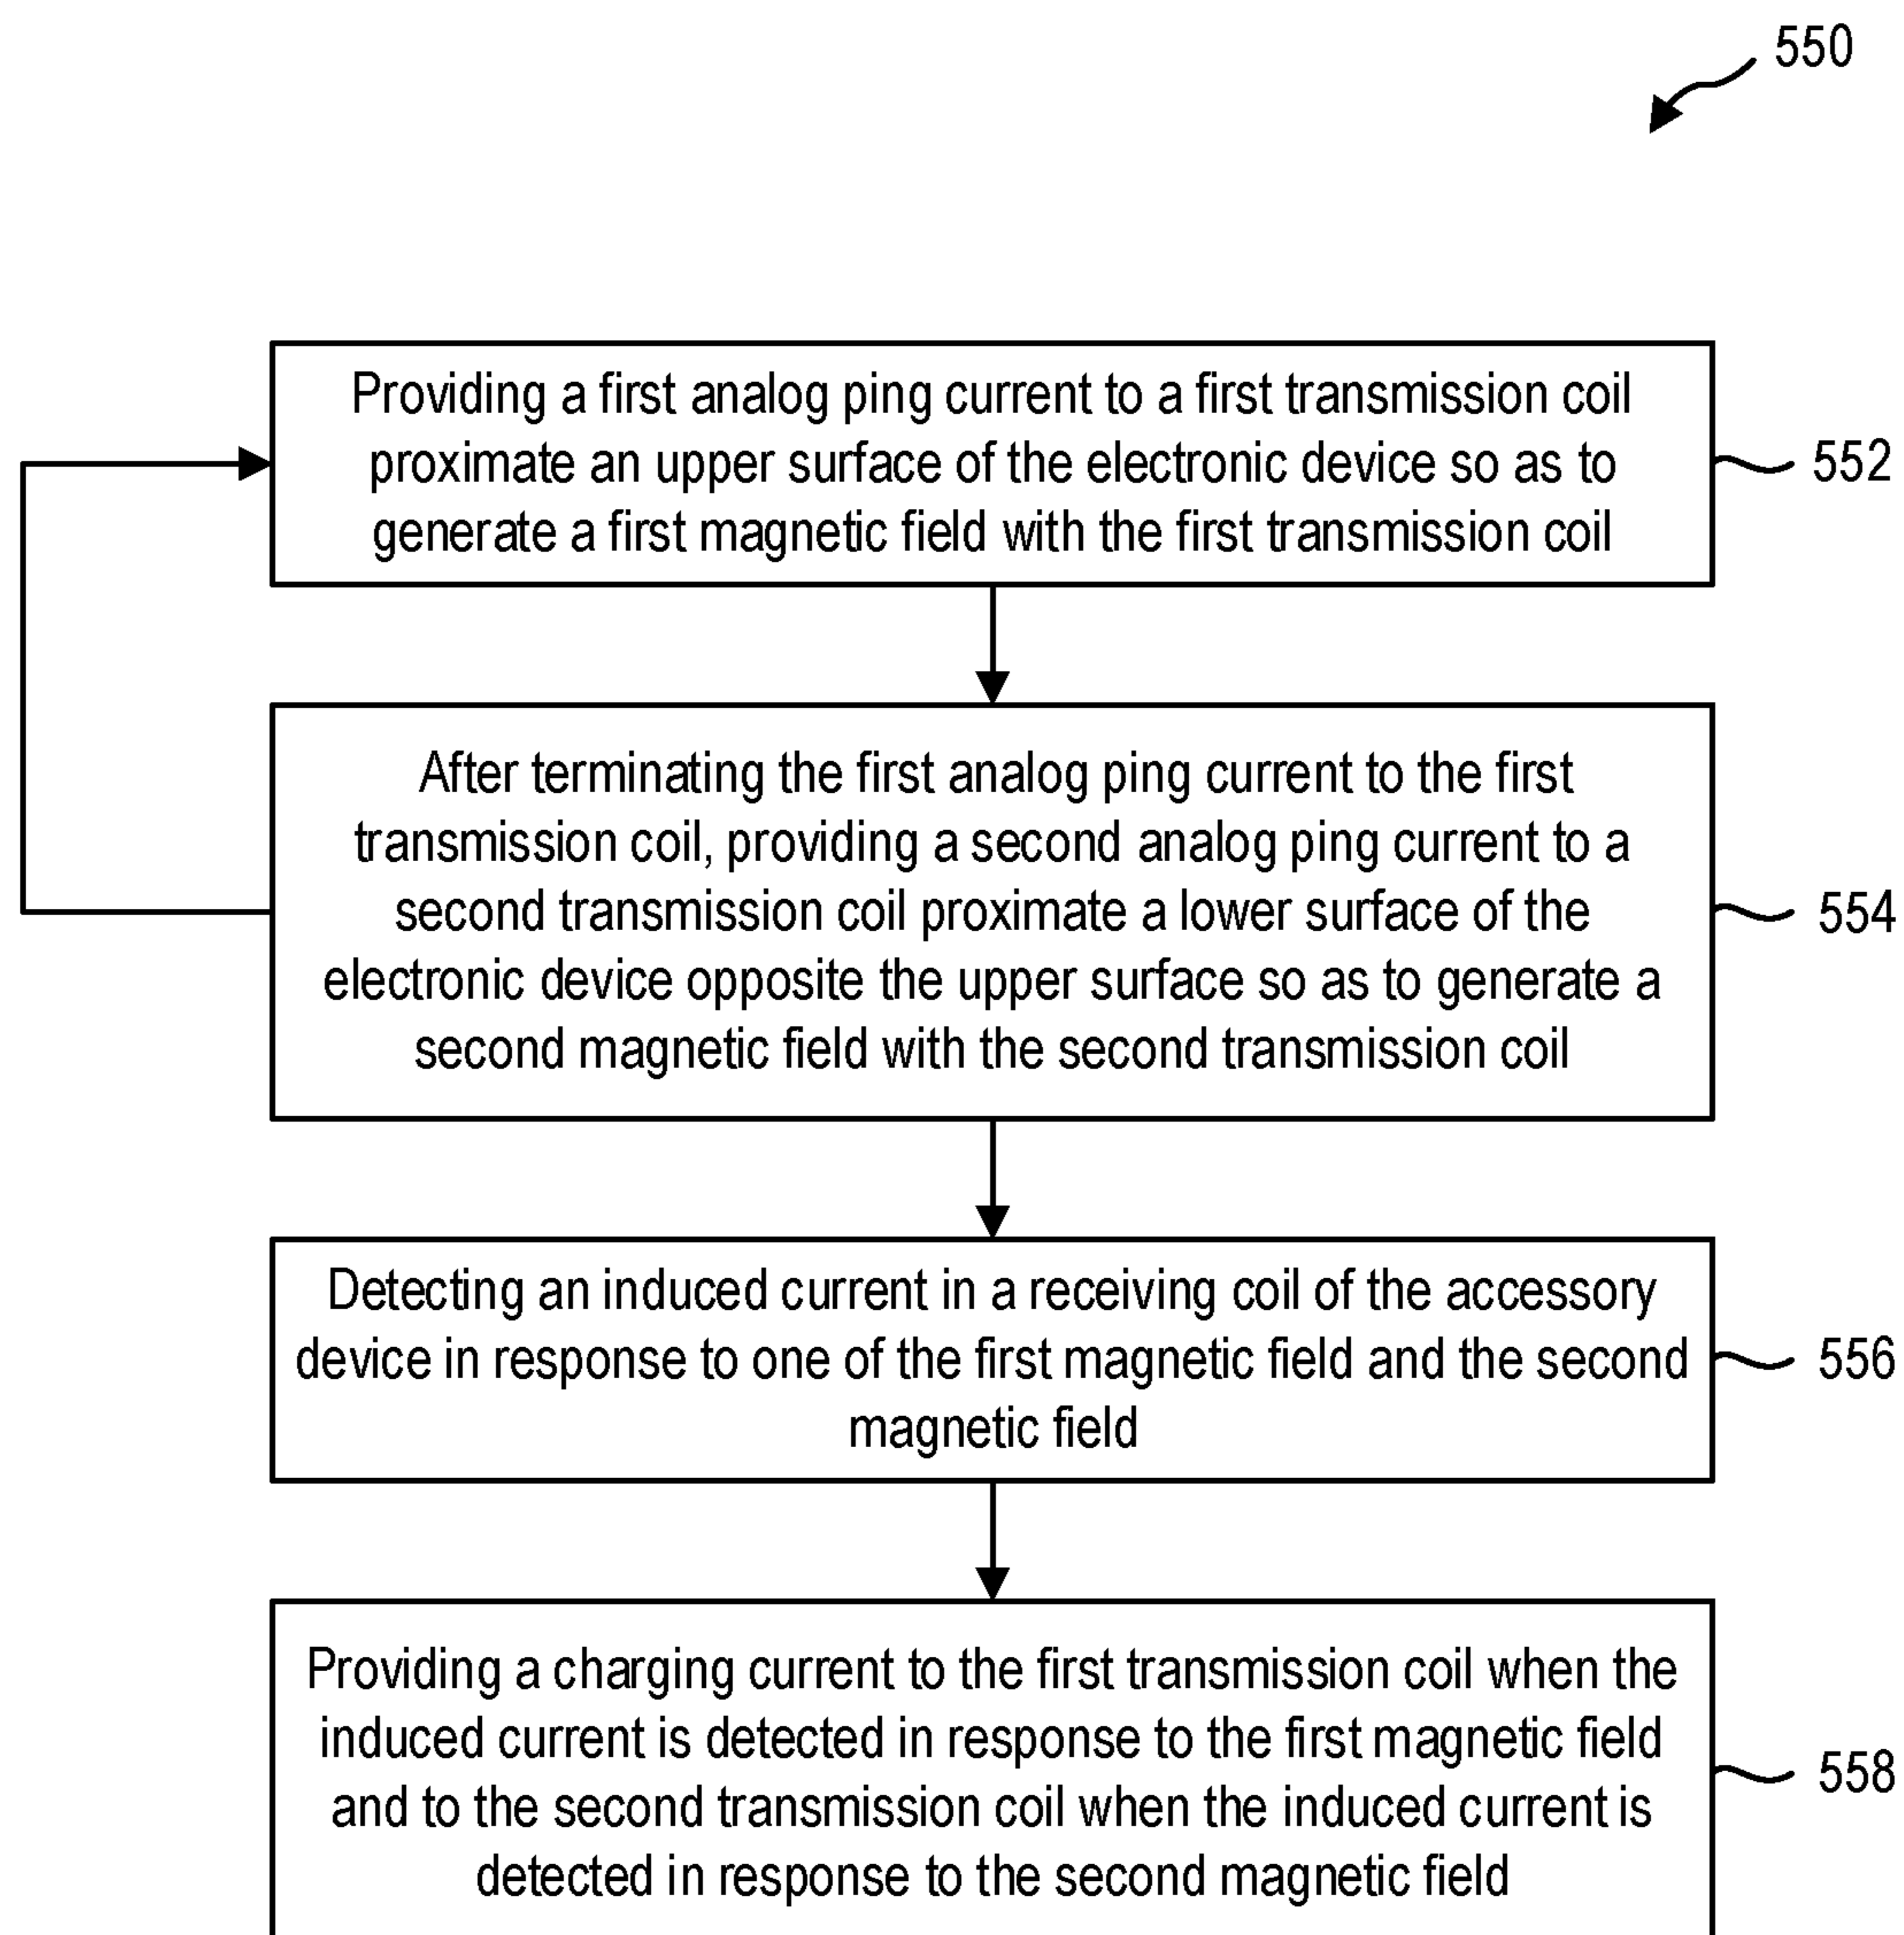 550
Providing a first analog ping current to a first transmission coil
proximate an upper surface of the electronic device so as to
generate a first magnetic field with the first transmission coil
552
After terminating the first analog ping current to the first
transmission coil, providing a second analog ping current to a
second transmission coil proximate a lower surface of the
electronic device opposite the upper surface so as to generate a
second magnetic field with the second transmission coil
554
Detecting an induced current in a receiving coil of the accessory
device in response to one of the first magnetic field and the second
magnetic field
556
Providing a charging current to the first transmission coil when the
induced current is detected in response to the first magnetic field
and to the second transmission coil when the induced current is
detected in response to the second magnetic field
558